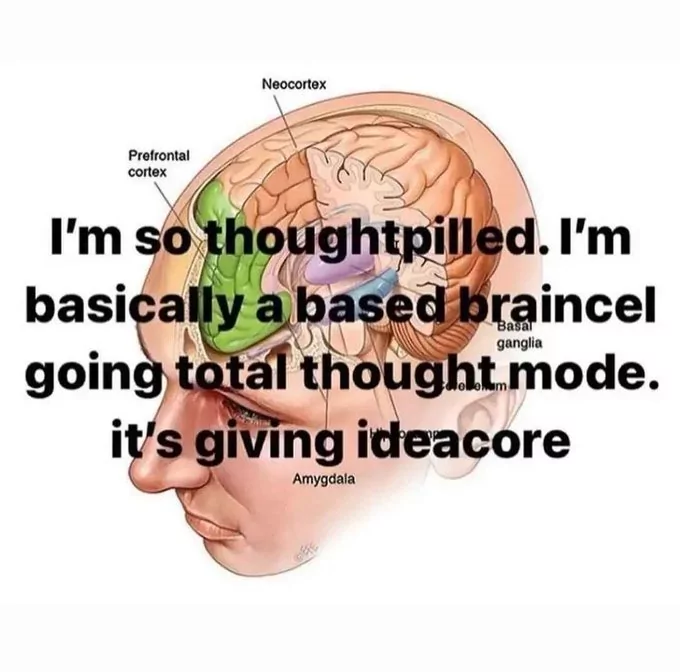 Neocortex
Prefrontal
cortex
I'm so thoughtpilled. I'm
basically a based braincel
Basal
ganglia
going total thought mode.
it's giving ideacore
Amygdala